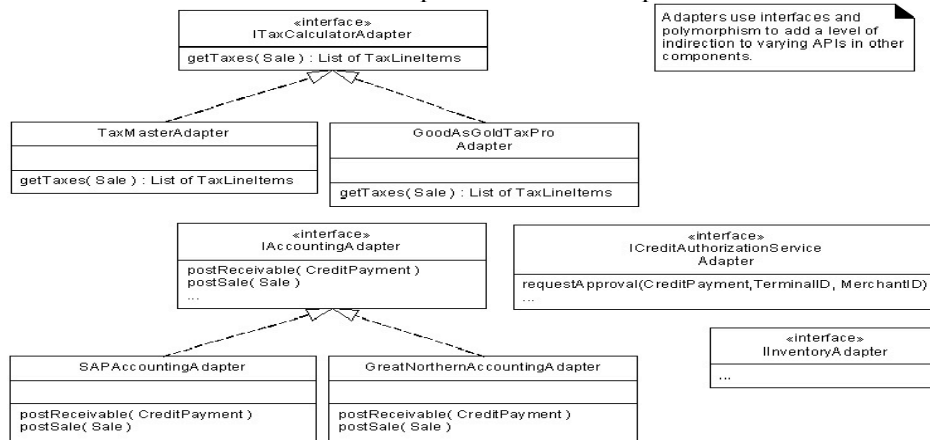 «interface»
ITaxCalculatorAdapter
getTaxes( Sale ) : List of TaxLineItems
Adapters use interfaces and
polymorphism to add a level of
indirection to varying APIs in other
components.
TaxMasterAdapter
getTaxes( Sale ) : List of TaxLineItems
GoodAsGoldTaxPro
Adapter
getTaxes( Sale ) : List of TaxLineItems
«interface»
IAccountingAdapter
postReceivable( CreditPayment )
postSale( Sale )
...
«interface»
ICreditAuthorizationService
Adapter
requestApproval(CreditPayment,TerminalID, MerchantID)
...
«interface»
IInventoryAdapter
...
SAPAccountingAdapter
postReceivable( CreditPayment )
postSale( Sale )
GreatNorthernAccountingAdapter
postReceivable( CreditPayment )
postSale( Sale )